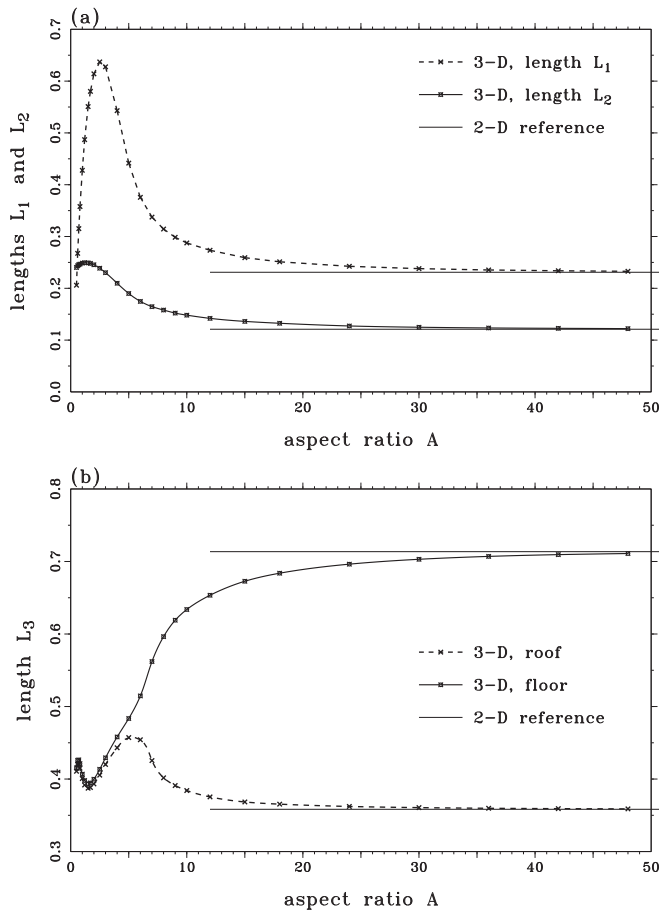 (a)
0.7
0.6
0.5
0.4
0.3
0.2
0.1
0.0
lengths L₁ and L₂
3-D, length L₁
3-D, length L₂
2-D reference
0 10 20 30 40 50
aspect ratio A
(b)
0.8
0.7
0.6
0.5
0.4
0.3
length L₃
3-D, roof
3-D, floor
2-D reference
0 10 20 30 40 50
aspect ratio A